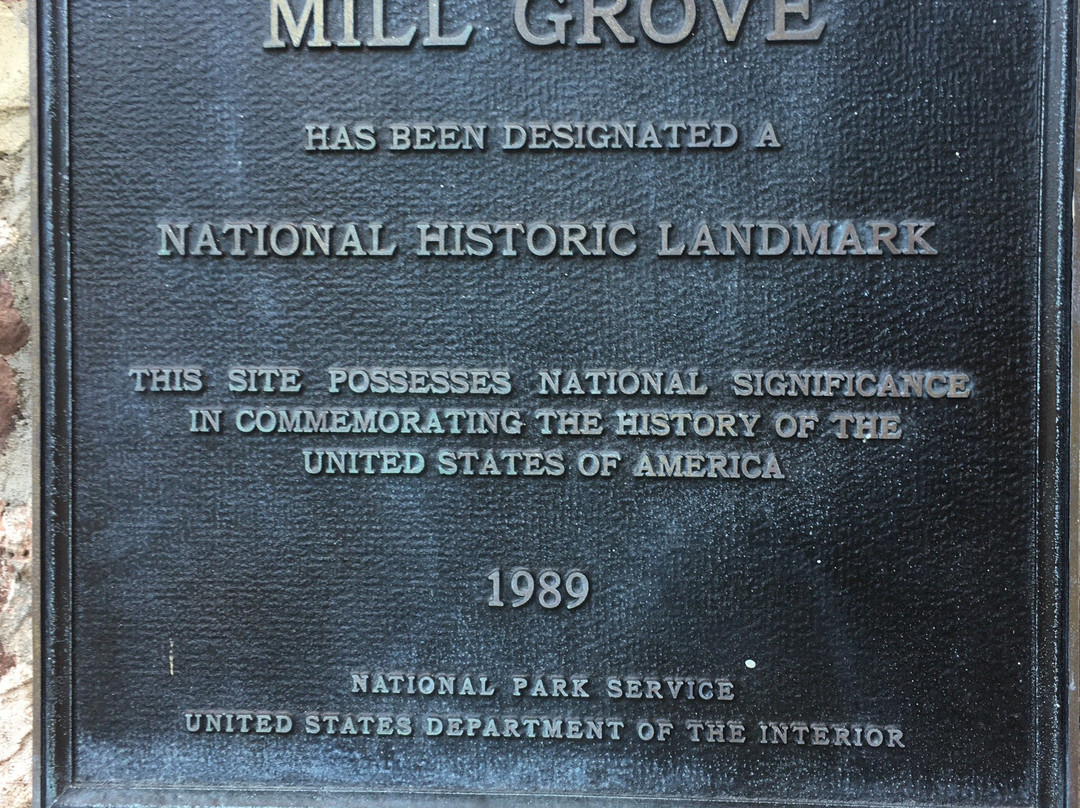 MILL GROVE
HAS BEEN DESIGNATED A
NATIONAL HISTORIC LANDMARK
THIS SITE POSSESSES NATIONAL SIGNIFICANCE
IN COMMEMORATING THE HISTORY OF THE
UNITED STATES OF AMERICA
1989
NATIONAL PARK SERVICE
UNITED STATES DEPARTMENT OF THE INTERIOR